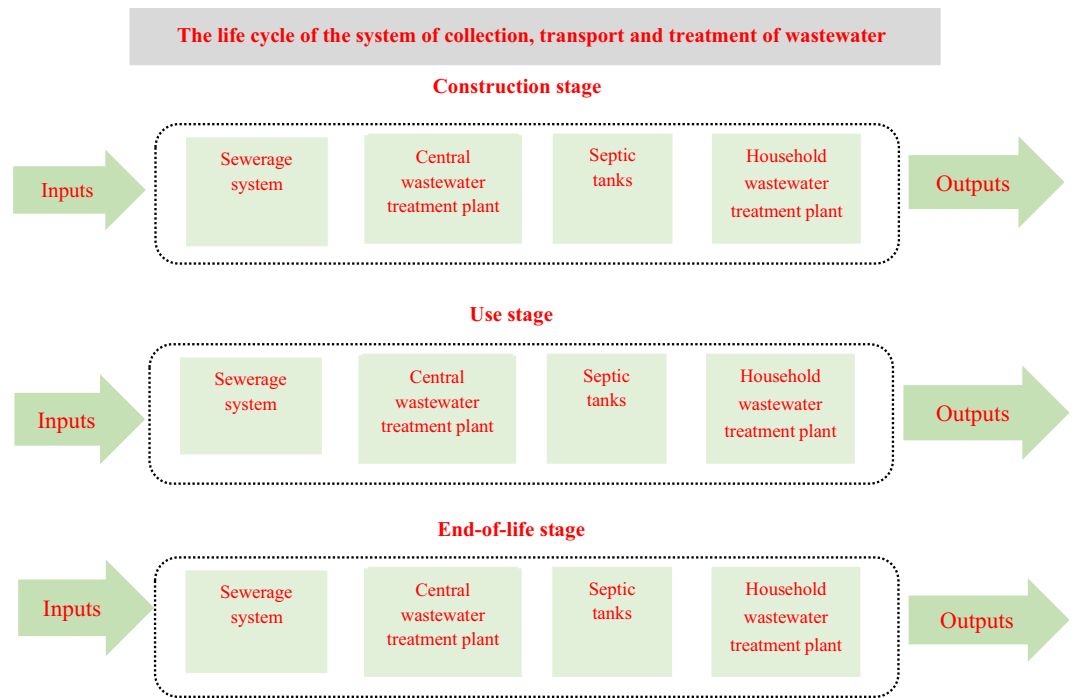 The life cycle of the system of collection, transport and treatment of wastewater
Construction stage
Inputs
Sewerage
system
Central
wastewater
treatment plant
Septic
tanks
Household
wastewater
treatment plant
Outputs
Use stage
Inputs
Sewerage
system
Central
wastewater
treatment plant
Septic
tanks
Household
wastewater
treatment plant
Outputs
End-of-life stage
Inputs
Sewerage
system
Central
wastewater
treatment plant
Septic
tanks
Household
wastewater
treatment plant
Outputs